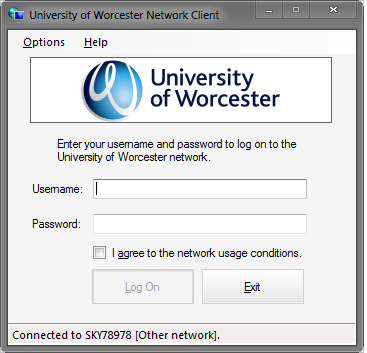 University of Worcester Network Client
Options Help
University
of Worcester
Enter your username and password to log on to the
University of Worcester network.
Username:
Password:
I agree to the network usage conditions.
Log On Exit
Connected to SKY78978 [Other network].